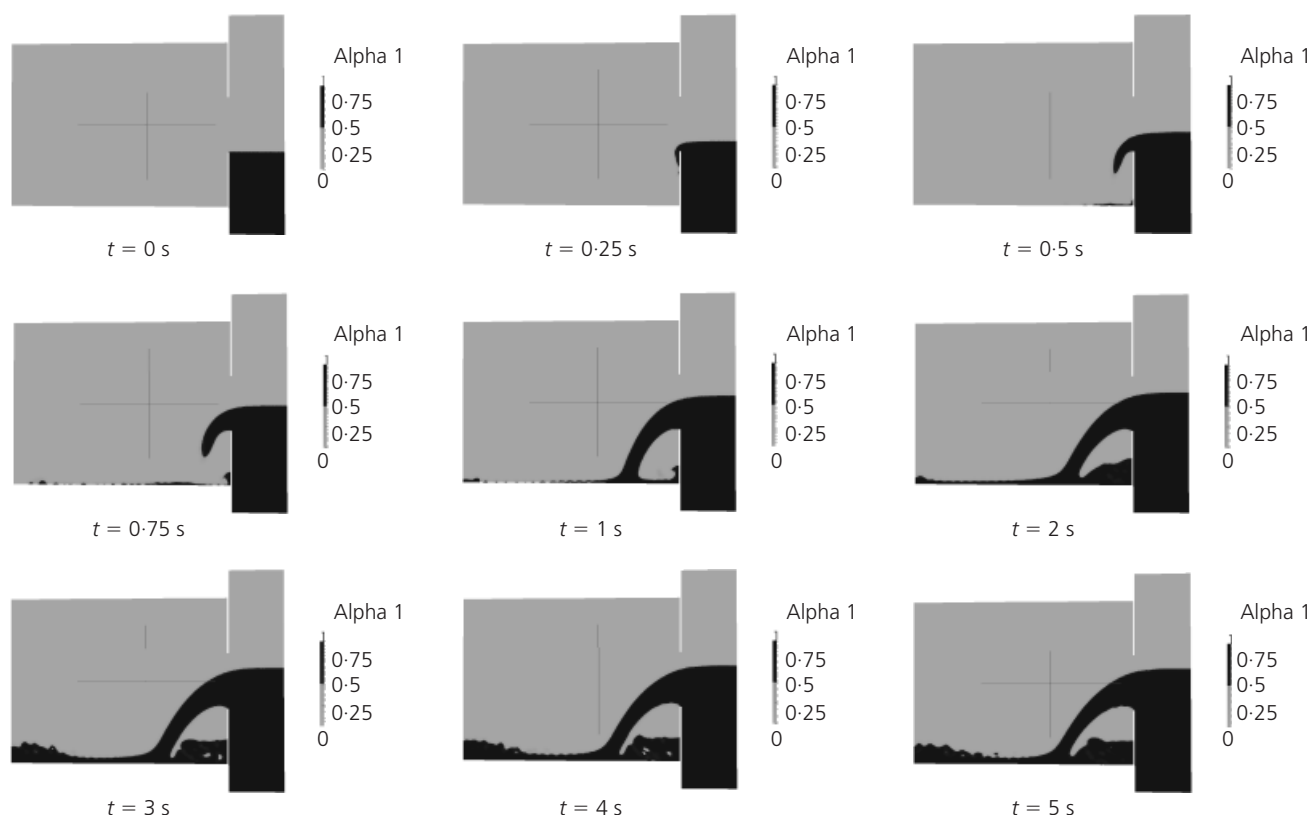 Alpha 1
0·75
0·5
0·25
0
t = 0 s
Alpha 1
0·75
0·5
0·25
0
t = 0·25 s
Alpha 1
0·75
0·5
0·25
0
t = 0·5 s
Alpha 1
0·75
0·5
0·25
0
t = 0·75 s
Alpha 1
0·75
0·5
0·25
0
t = 1 s
Alpha 1
0·75
0·5
0·25
0
t = 2 s
Alpha 1
0·75
0·5
0·25
0
t = 3 s
Alpha 1
0·75
0·5
0·25
0
t = 4 s
Alpha 1
0·75
0·5
0·25
0
t = 5 s